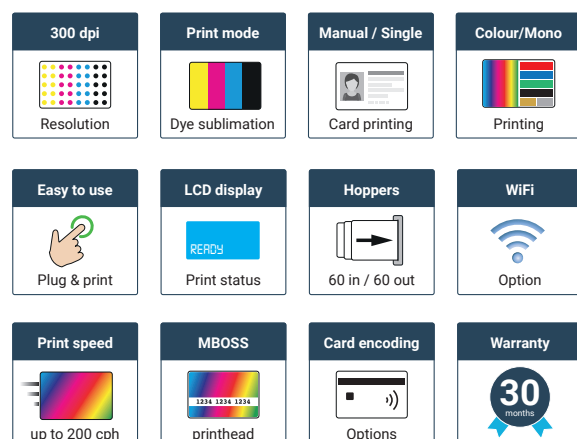 300 dpi
Resolution
Print mode
Dye sublimation
Manual / Single
Card printing
Colour/Mono
Printing
Easy to use
Plug & print
LCD display
READY
Print status
Hoppers
60 in / 60 out
WiFi
Option
Print speed
up to 200 cph
MBOSS
1234 1234 1234
printhead
Card encoding
Options
Warranty
30
months